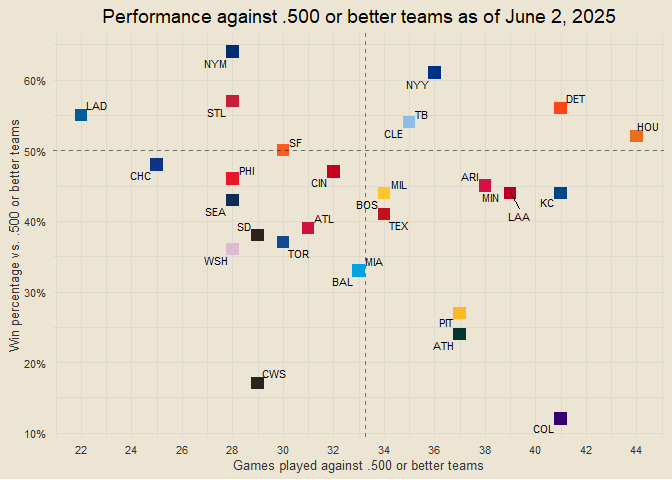 Performance against .500 or better teams as of June 2, 2025
NYM
NYY
LAD
STL
DET
TB
CLE
HOU
60%
50%
SF
CHC
PHI
CIN
ARI
MIL
MIN
KC
LAA
SEA
BOS
TEX
40%
SD
ATL
WSH
TOR
MIA
BAL
30%
PIT
ATH
20%
CWS
COL
10%
Win percentage vs. .500 or better teams
22 24 26 28 30 32 34 36 38 40 42 44
Games played against .500 or better teams